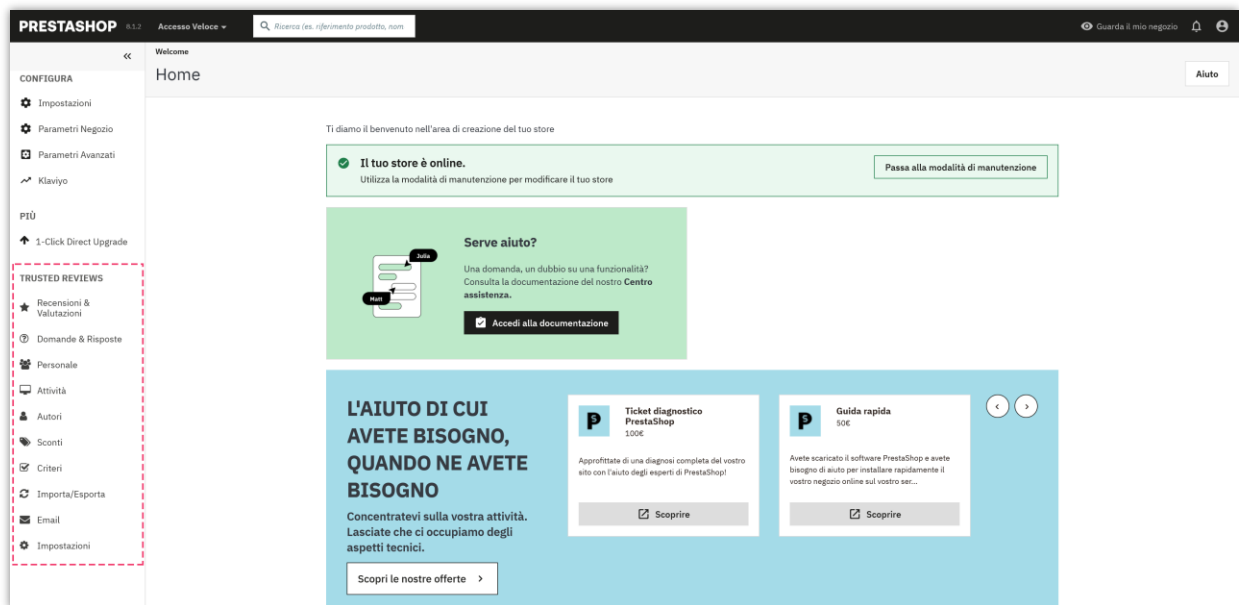 PRESTASHOP 8.1.2 Accesso Veloce
Ricerca (es. riferimento prodotto, nom
Guarda il mio negozio
Welcome
Home
Aiuto
CONFIGURA
Impostazioni
Parametri Negozio
Parametri Avanzati
Klaviyo
PIÙ
1-Click Direct Upgrade
TRUSTED REVIEWS
Recensioni &
Valutazioni
Domande & Risposte
Personale
Attività
Autori
Sconti
Criteri
Importa/Esporta
Email
Impostazioni
Ti diamo il benvenuto nell'area di creazione del tuo store
Il tuo store è online.
Utilizza la modalità di manutenzione per modificare il tuo store
Passa alla modalità di manutenzione
Julia
Matt
Serve aiuto?
Una domanda, un dubbio su una funzionalità?
Consulta la documentazione del nostro Centro
assistenza.
Accedi alla documentazione
L'AIUTO DI CUI
AVETE BISOGNO,
QUANDO NE AVETE
BISOGNO
Concentratevi sulla vostra attività.
Lasciate che ci occupiamo degli
aspetti tecnici.
Scopri le nostre offerte
Ticket diagnostico
PrestaShop
100€
Approfittate di una diagnosi completa del vostro
sito con l'aiuto degli esperti di PrestaShop!
Scoprire
Guida rapida
50€
Avete scaricato il software PrestaShop e avete
bisogno di aiuto per installare rapidamente il
vostro negozio online sul vostro ser...
Scoprire